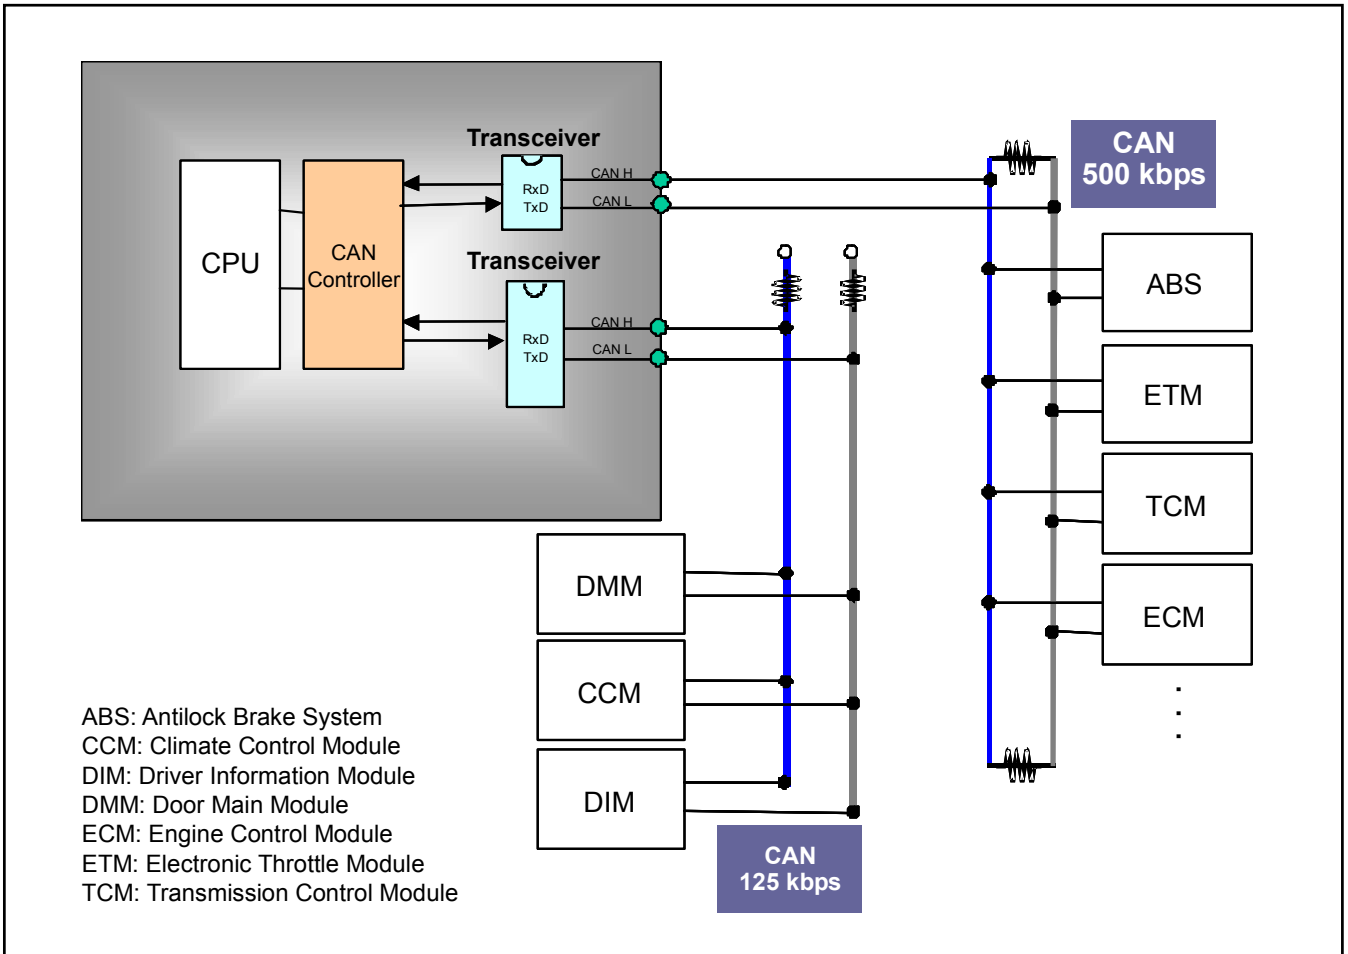 Transceiver
CAN
500 kbps
RxD
TxD
CAN H
CAN L
CPU
CAN
Controller
Transceiver
RxD
TxD
CAN H
CAN L
ABS
ETM
TCM
ECM
DMM
CCM
DIM
ABS: Antilock Brake System
CCM: Climate Control Module
DIM: Driver Information Module
DMM: Door Main Module
ECM: Engine Control Module
ETM: Electronic Throttle Module
TCM: Transmission Control Module
CAN
125 kbps